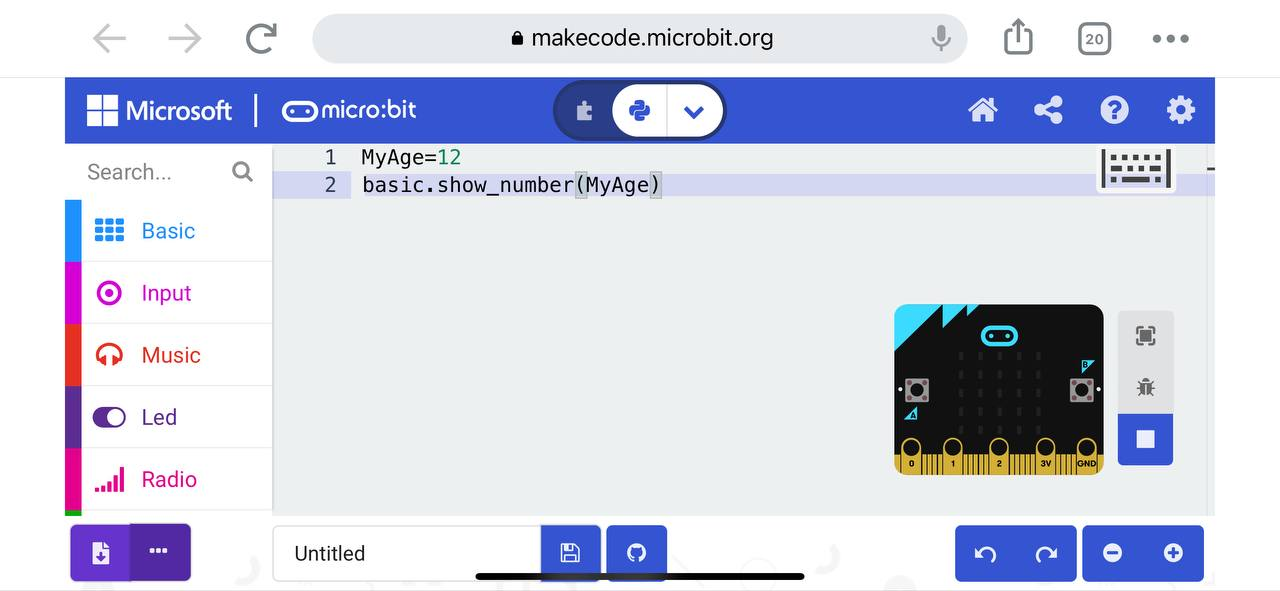 makecode.microbit.org
20
Microsoft
micro:bit
Search...
1 MyAge=12
2 basic.show_number(MyAge)
Basic
Input
Music
Led
Radio
B
A
0 1 2 3V GND
Untitled